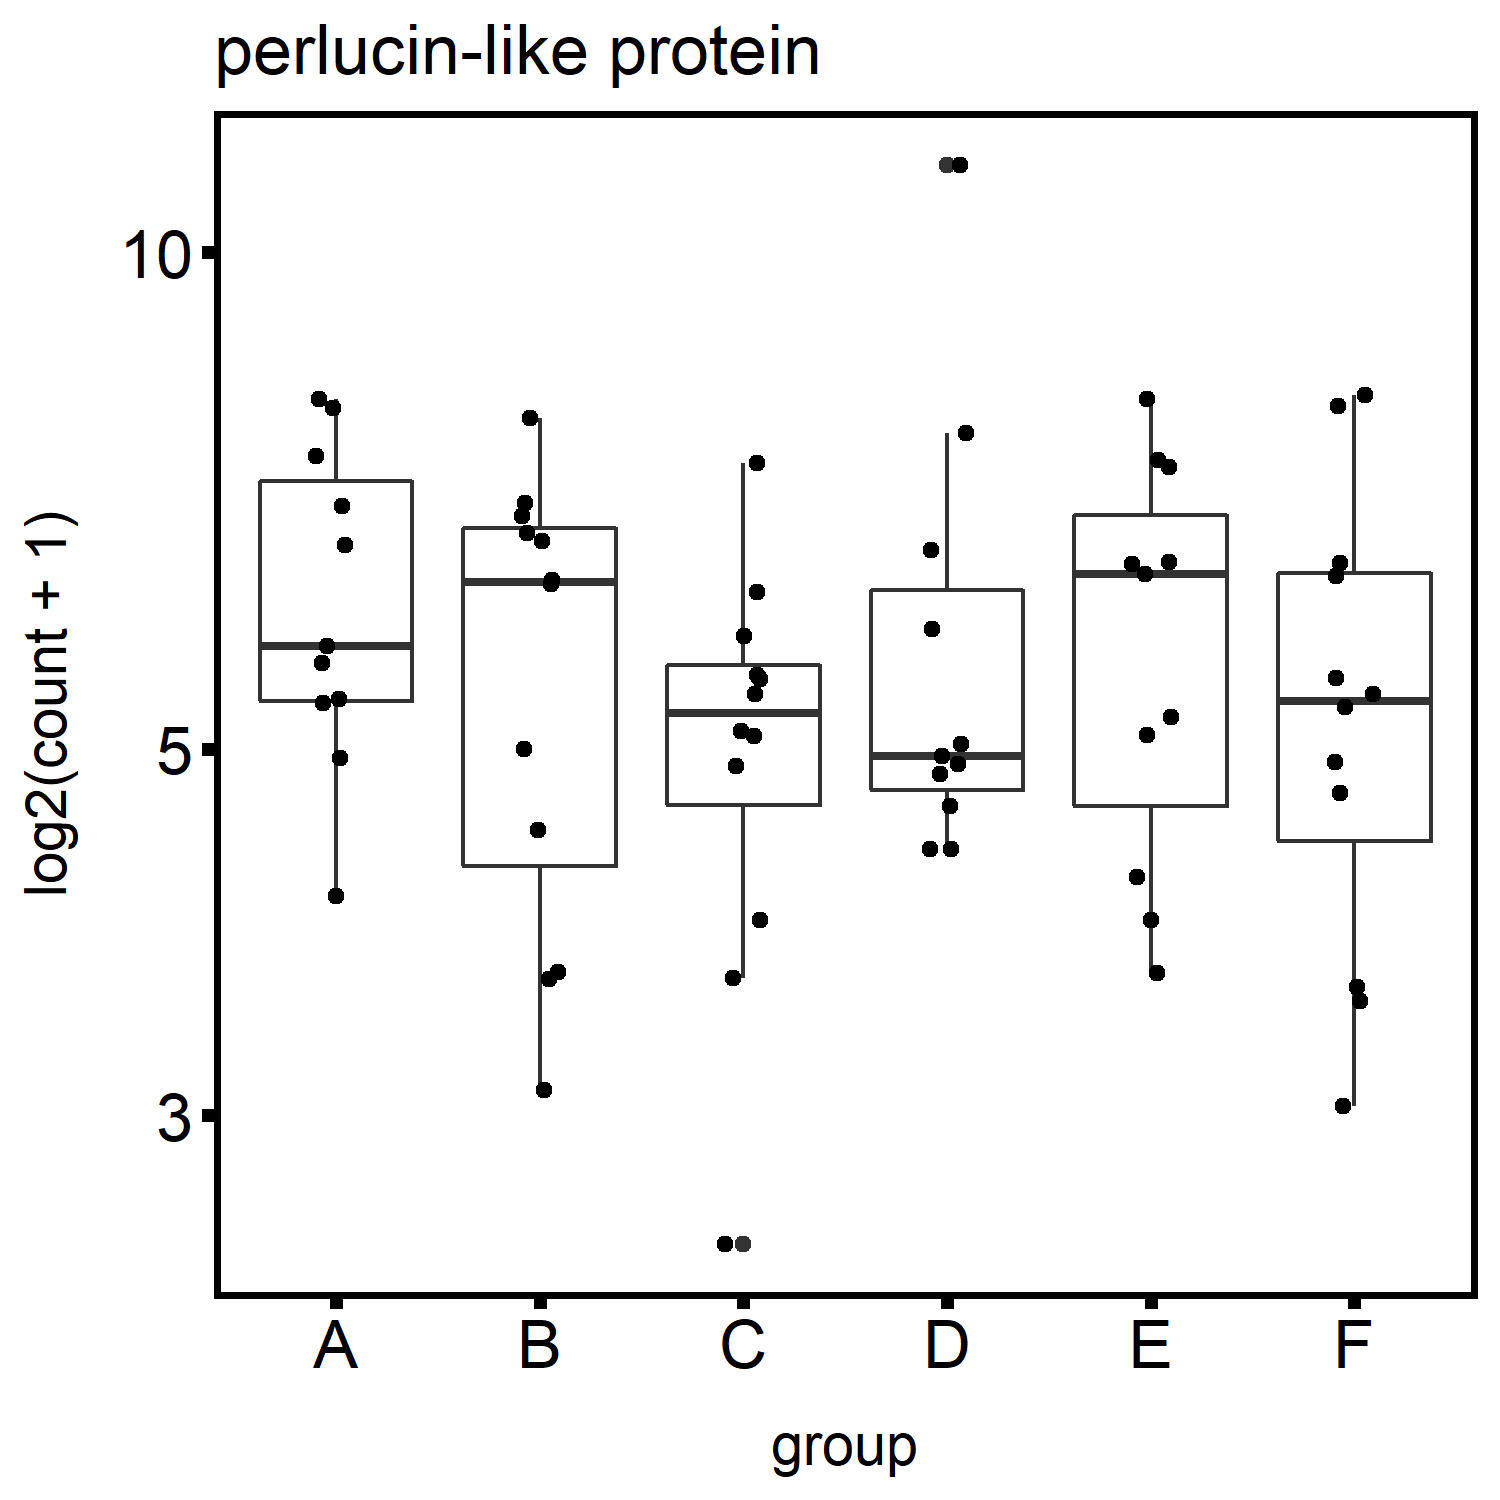 perlucin-like protein
log2(count + 1)
10
5
3
A B C D E F
group